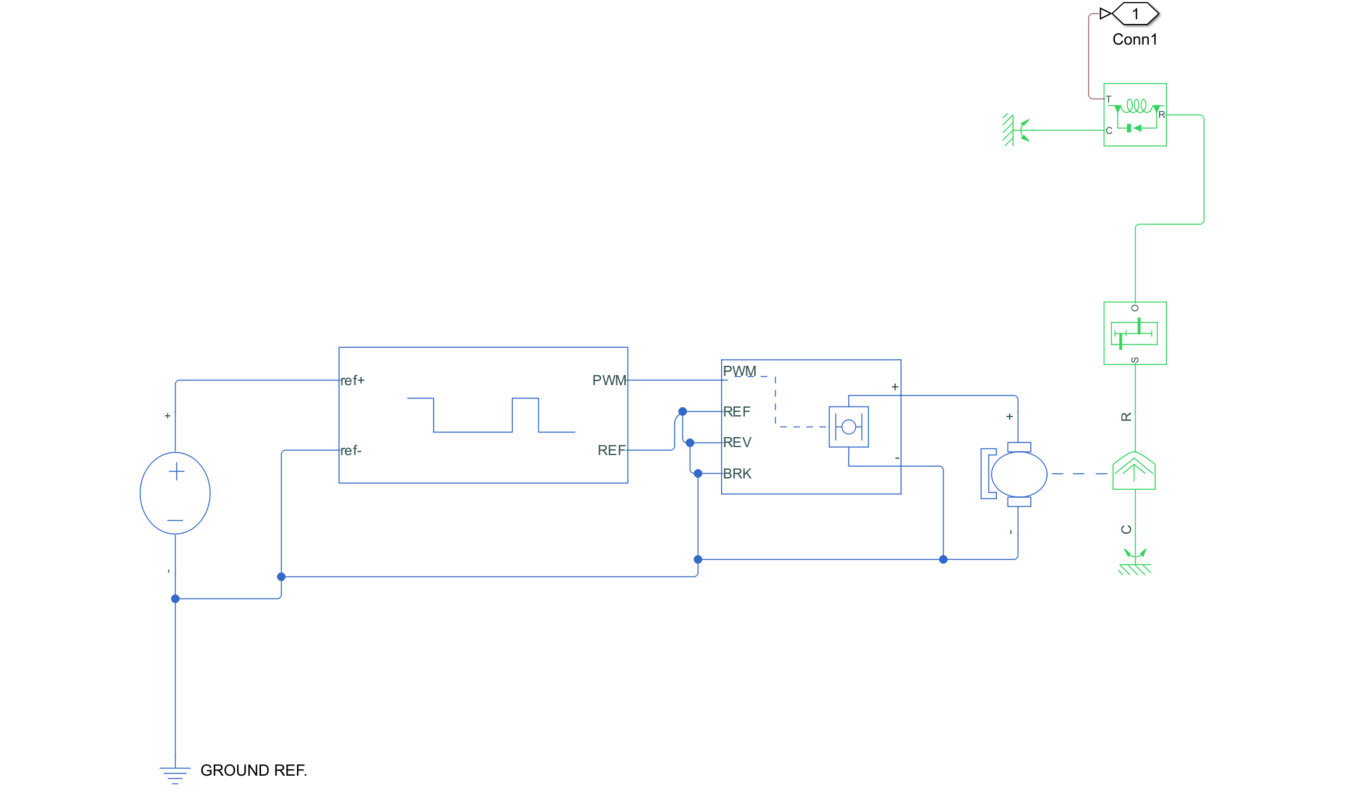 1
Conn1
T
R
C
O
S
ref+
PWM
PWM
+
REF
+
+
R
REV
ref-
REF
-
BRK
+
-
C
-
-
GROUND REF.